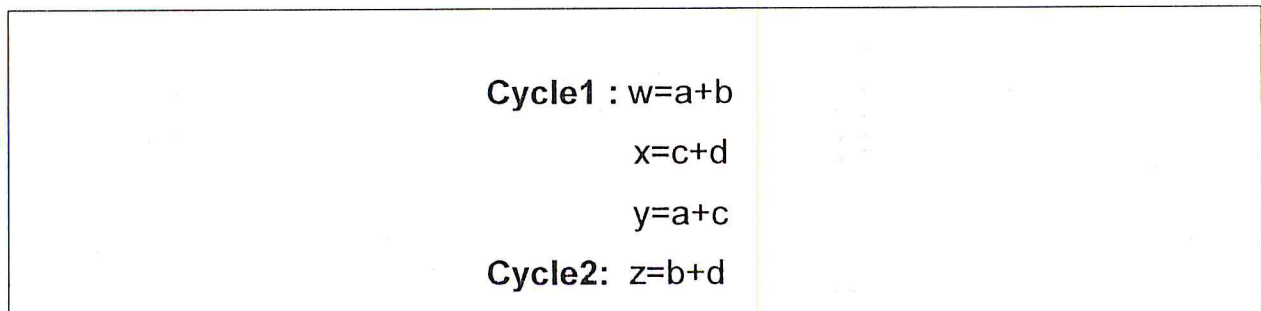 Cycle1 : w=a+b
x=c+d
y=a+c
Cycle2: z=b+d